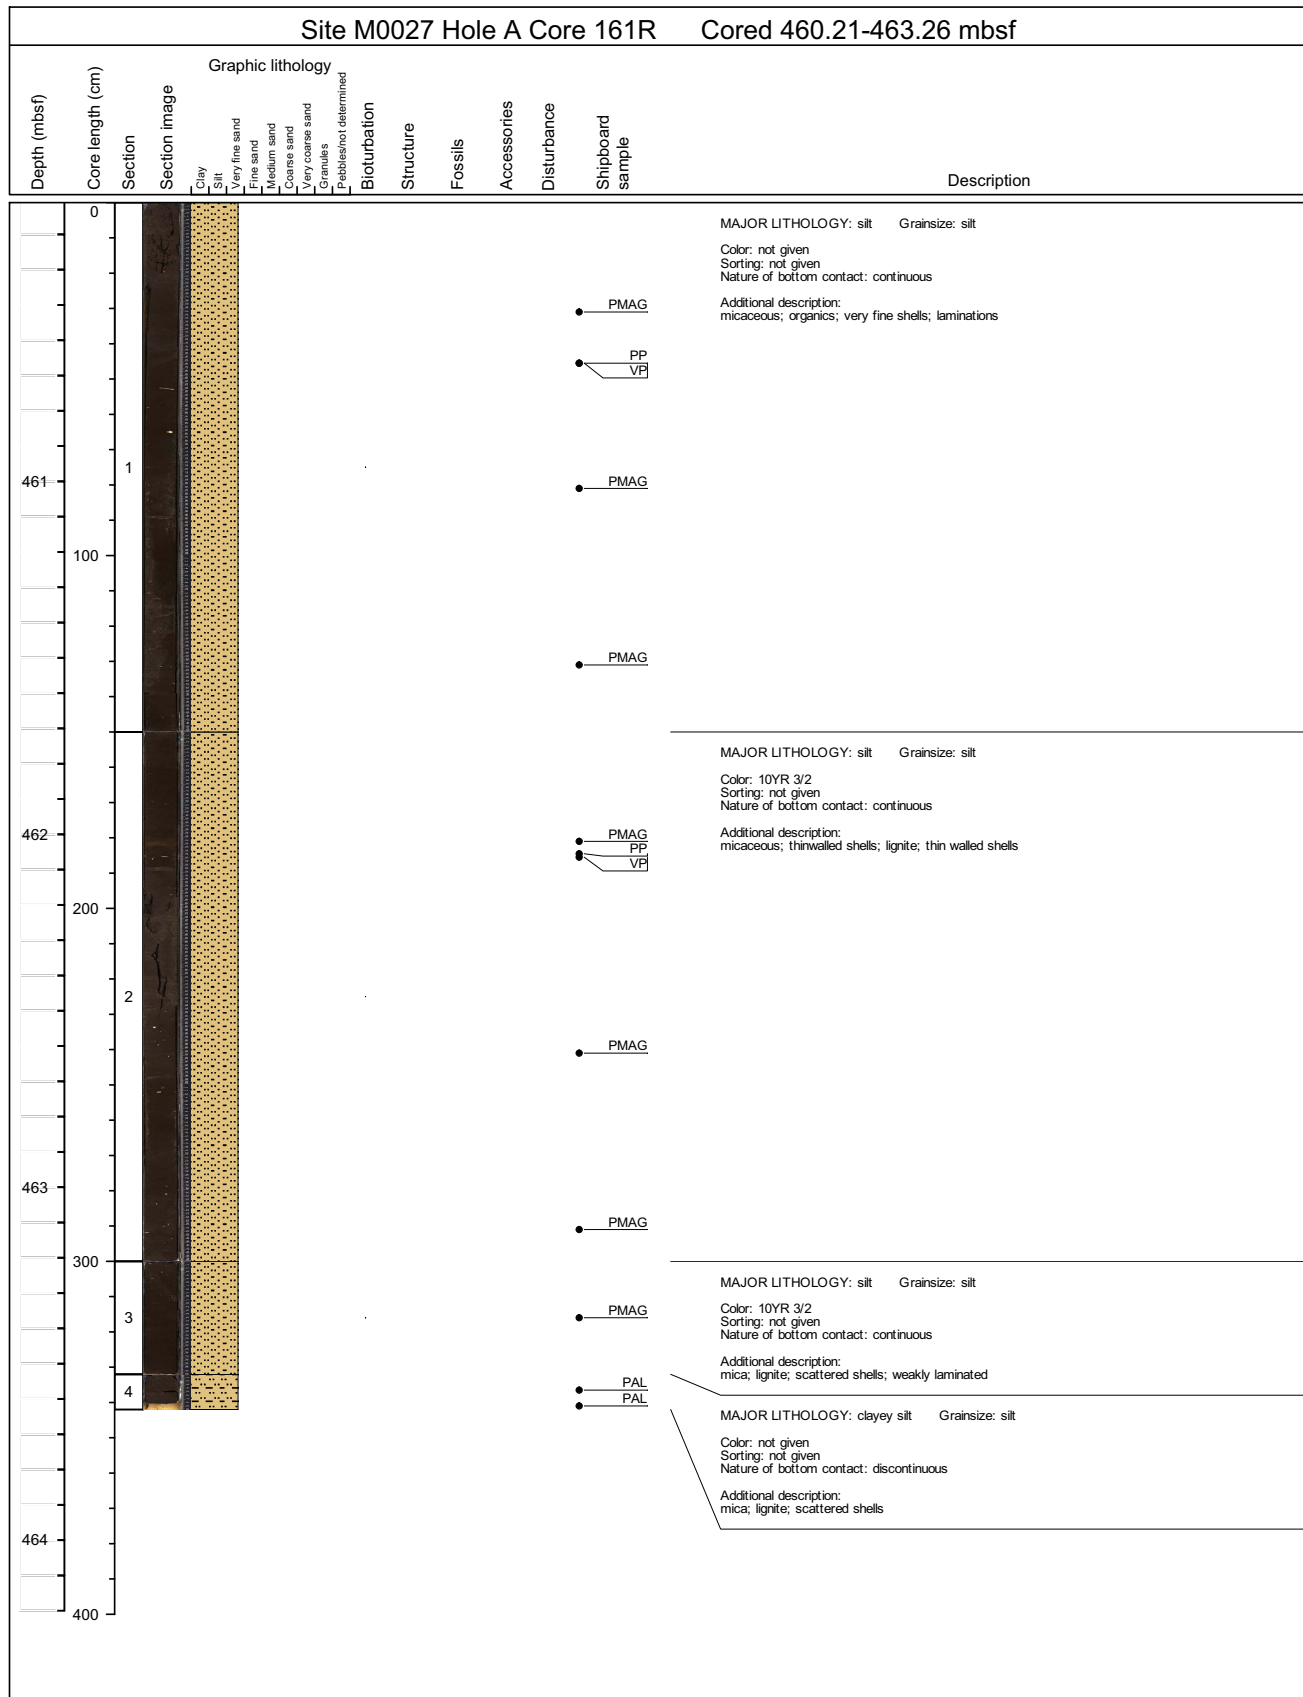 Site M0027 Hole A Core 161R Cored 460.21-463.26 mbsf
Graphic lithology
Depth (mbsf)
Core length (cm)
Section
Section image
Clay
Silt
Very fine sand
Fine sand
Medium sand
Coarse sand
Very coarse sand
Granules
Pebbles/not determined
Bioturbation
Structure
Fossils
Accessories
Disturbance
Shipboard
sample
Description
0
MAJOR LITHOLOGY: silt Grainsize: silt
Color: not given
Sorting: not given
Nature of bottom contact: continuous
Additional description:
micaceous; organics; very fine shells; laminations
PMAG
PP
VP
1
461
PMAG
100
PMAG
MAJOR LITHOLOGY: silt Grainsize: silt
Color: 10YR 3/2
Sorting: not given
Nature of bottom contact: continuous
Additional description:
micaceous; thinwalled shells; lignite; thin walled shells
462
PMAG
PP
VP
200
2
PMAG
463
PMAG
300
MAJOR LITHOLOGY: silt Grainsize: silt
Color: 10YR 3/2
Sorting: not given
Nature of bottom contact: continuous
Additional description:
mica; lignite; scattered shells; weakly laminated
3
PMAG
4
PAL
PAL
MAJOR LITHOLOGY: clayey silt Grainsize: silt
Color: not given
Sorting: not given
Nature of bottom contact: discontinuous
Additional description:
mica; lignite; scattered shells
464
400